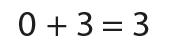 0 + 3 = 3